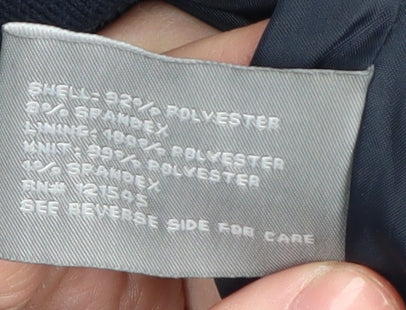 SHELL: 92% POLYESTER
8% SPANDEX
LINING: 100% POLYESTER
KNIT: 99% POLYESTER
1% SPANDEX
RN# 121595
SEE REVERSE SIDE FOR CARE